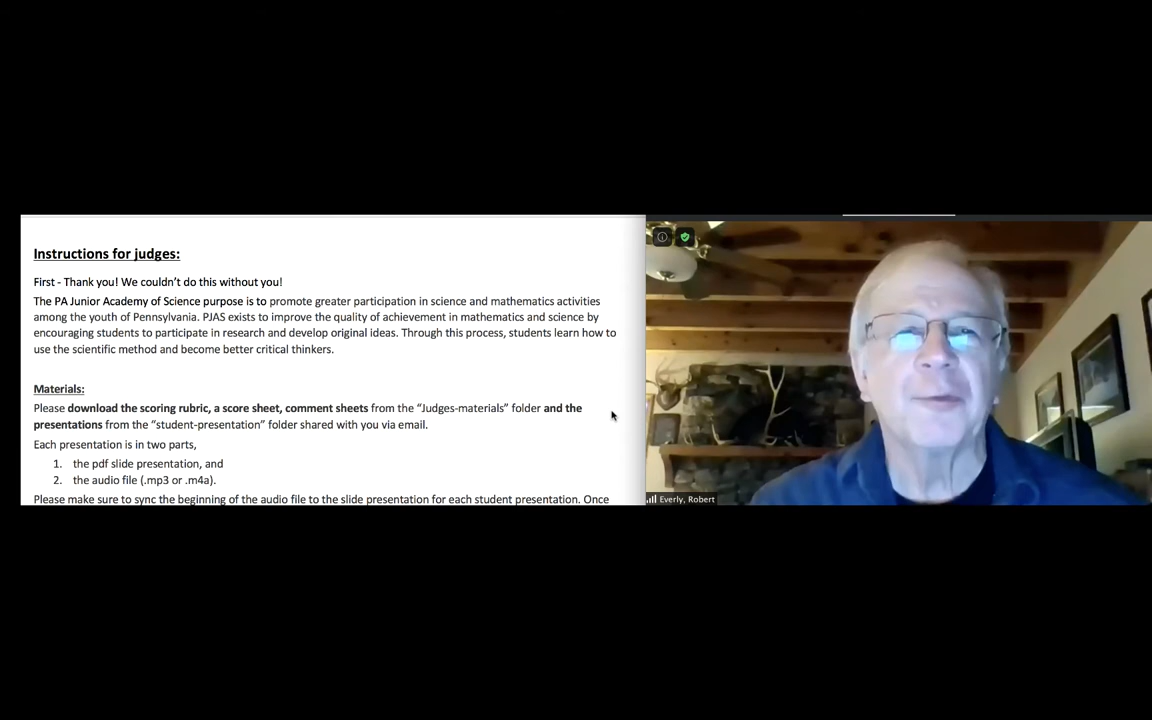 Instructions for judges:
First - Thank you! We couldn't do this without you!
The PA Junior Academy of Science purpose is to promote greater participation in science and mathematics activities
among the youth of Pennsylvania. PJAS exists to improve the quality of achievement in mathematics and science by
encouraging students to participate in research and develop original ideas. Through this process, students learn how to
use the scientific method and become better critical thinkers.
Materials:
Please download the scoring rubric, a score sheet, comment sheets from the “Judges-materials” folder and the
presentations from the “student-presentation” folder shared with you via email.
Each presentation is in two parts,
1. the pdf slide presentation, and
2. the audio file (.mp3 or .m4a).
Please make sure to sync the beginning of the audio file to the slide presentation for each student presentation. Once
Everly, Robert